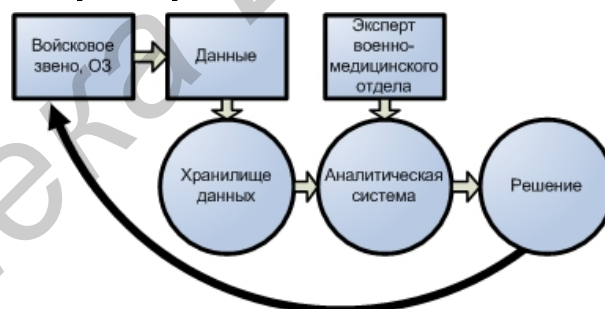 Войсковое
звено, ОЗ
Данные
Эксперт
военно-
медицинского
отдела
Хранилище
данных
Аналитическая
система
Решение